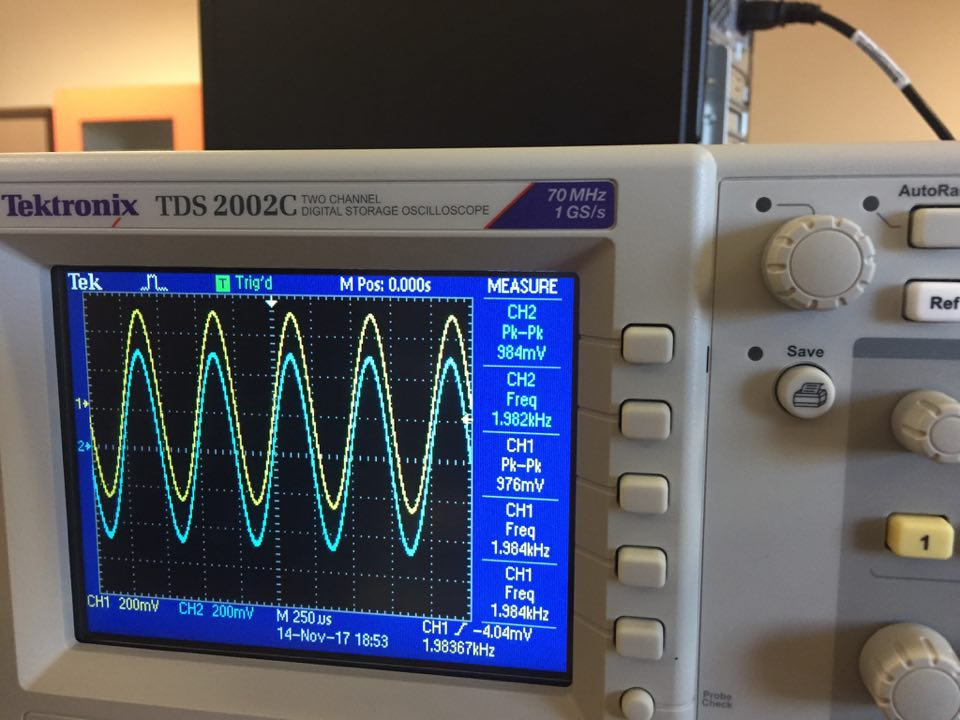 Tektronix TDS 2002C TWO CHANNEL
DIGITAL STORAGE OSCILLOSCOPE
70 MHz
1 GS/s
AutoRa
Ref
Save
1
Probe
Check
Tek T Trig'd M Pos: 0.000s MEASURE
CH2
Pk-Pk
984mV
CH2
Freq
1.982kHz
CH1
Pk-Pk
976mV
CH1
Freq
1.984kHz
CH1
Freq
1.984kHz
1
2
CH1 200mV CH2 200mV M 250µs CH1 -4.04mV
14-Nov-17 18:53 1.98367kHz